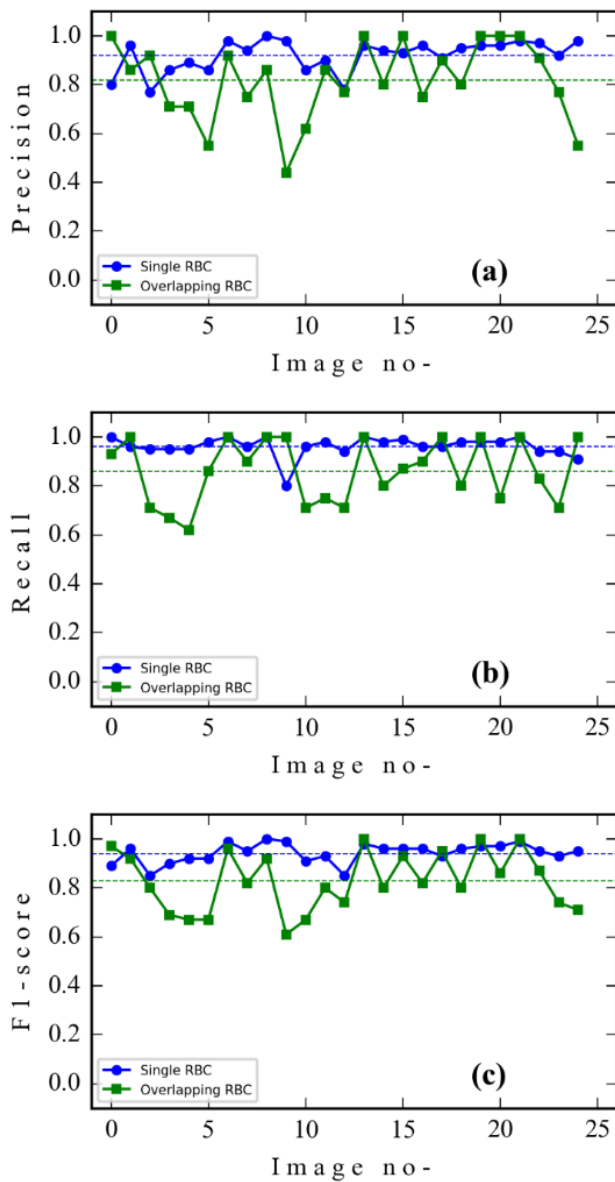 1.0
0.8
0.6
0.4
0.2
0.0
Precision
Single RBC
Overlapping RBC
(a)
0 5 10 15 20 25
Image no-
1.0
0.8
0.6
0.4
0.2
0.0
Recall
Single RBC
Overlapping RBC
(b)
0 5 10 15 20 25
Image no-
1.0
0.8
0.6
0.4
0.2
0.0
F1-score
Single RBC
Overlapping RBC
(c)
0 5 10 15 20 25
Image no-